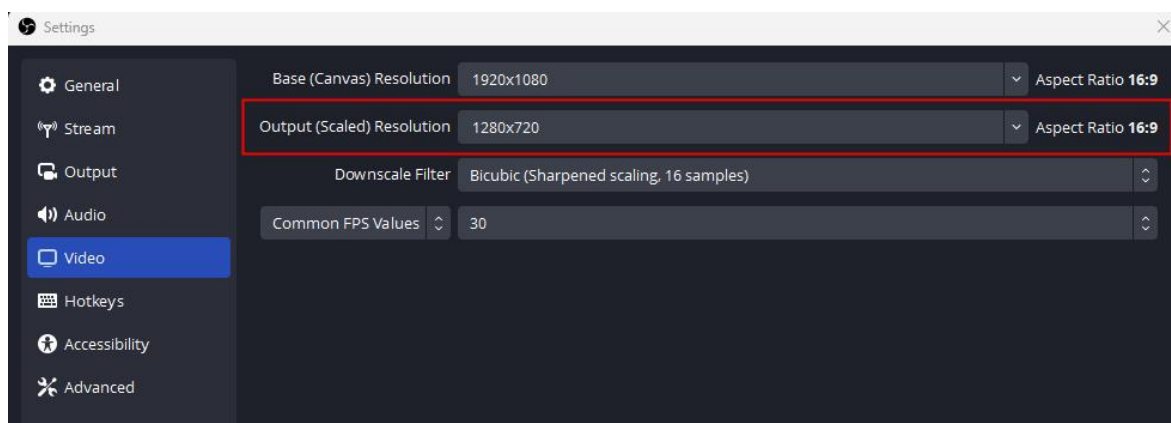 Settings
General
Stream
Output
Audio
Video
Hotkeys
Accessibility
Advanced
Base (Canvas) Resolution 1920x1080 Aspect Ratio 16:9
Output (Scaled) Resolution 1280x720 Aspect Ratio 16:9
Downscale Filter Bicubic (Sharpened scaling, 16 samples)
Common FPS Values 30